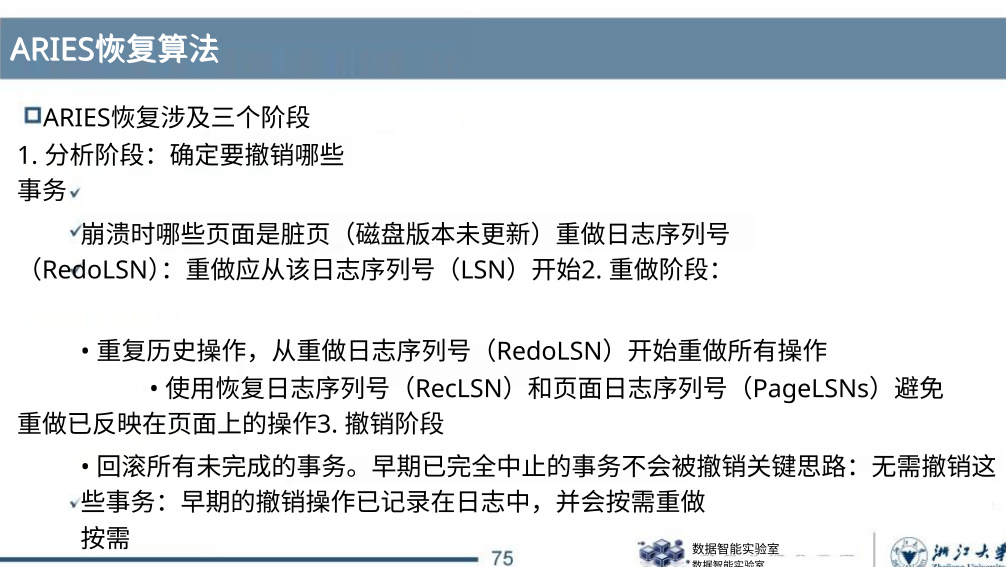 ARIES恢复算法
ARIES恢复涉及三个阶段
1. 分析阶段：确定要撤销哪些
事务
崩溃时哪些页面是脏页（磁盘版本未更新）重做日志序列号
（RedoLSN）：重做应从该日志序列号（LSN）开始2. 重做阶段：
• 重复历史操作，从重做日志序列号（RedoLSN）开始重做所有操作
• 使用恢复日志序列号（RecLSN）和页面日志序列号（PageLSNs）避免
重做已反映在页面上的操作3. 撤销阶段
• 回滚所有未完成的事务。早期已完全中止的事务不会被撤销关键思路：无需撤销这
些事务：早期的撤销操作已记录在日志中，并会按需重做
按需
75
数据智能实验室
数据智能实验室
浙江大学